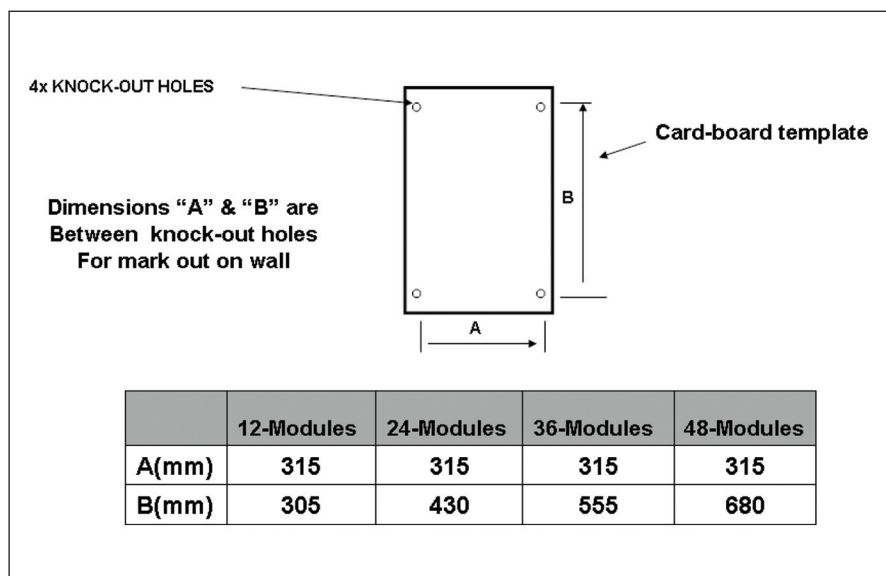 4x KNOCK-OUT HOLES
Card-board template
B
Dimensions “A” & “B” are
Between knock-out holes
For mark out on wall
A
12-Modules 24-Modules 36-Modules 48-Modules
A(mm) 315 315 315 315
B(mm) 305 430 555 680